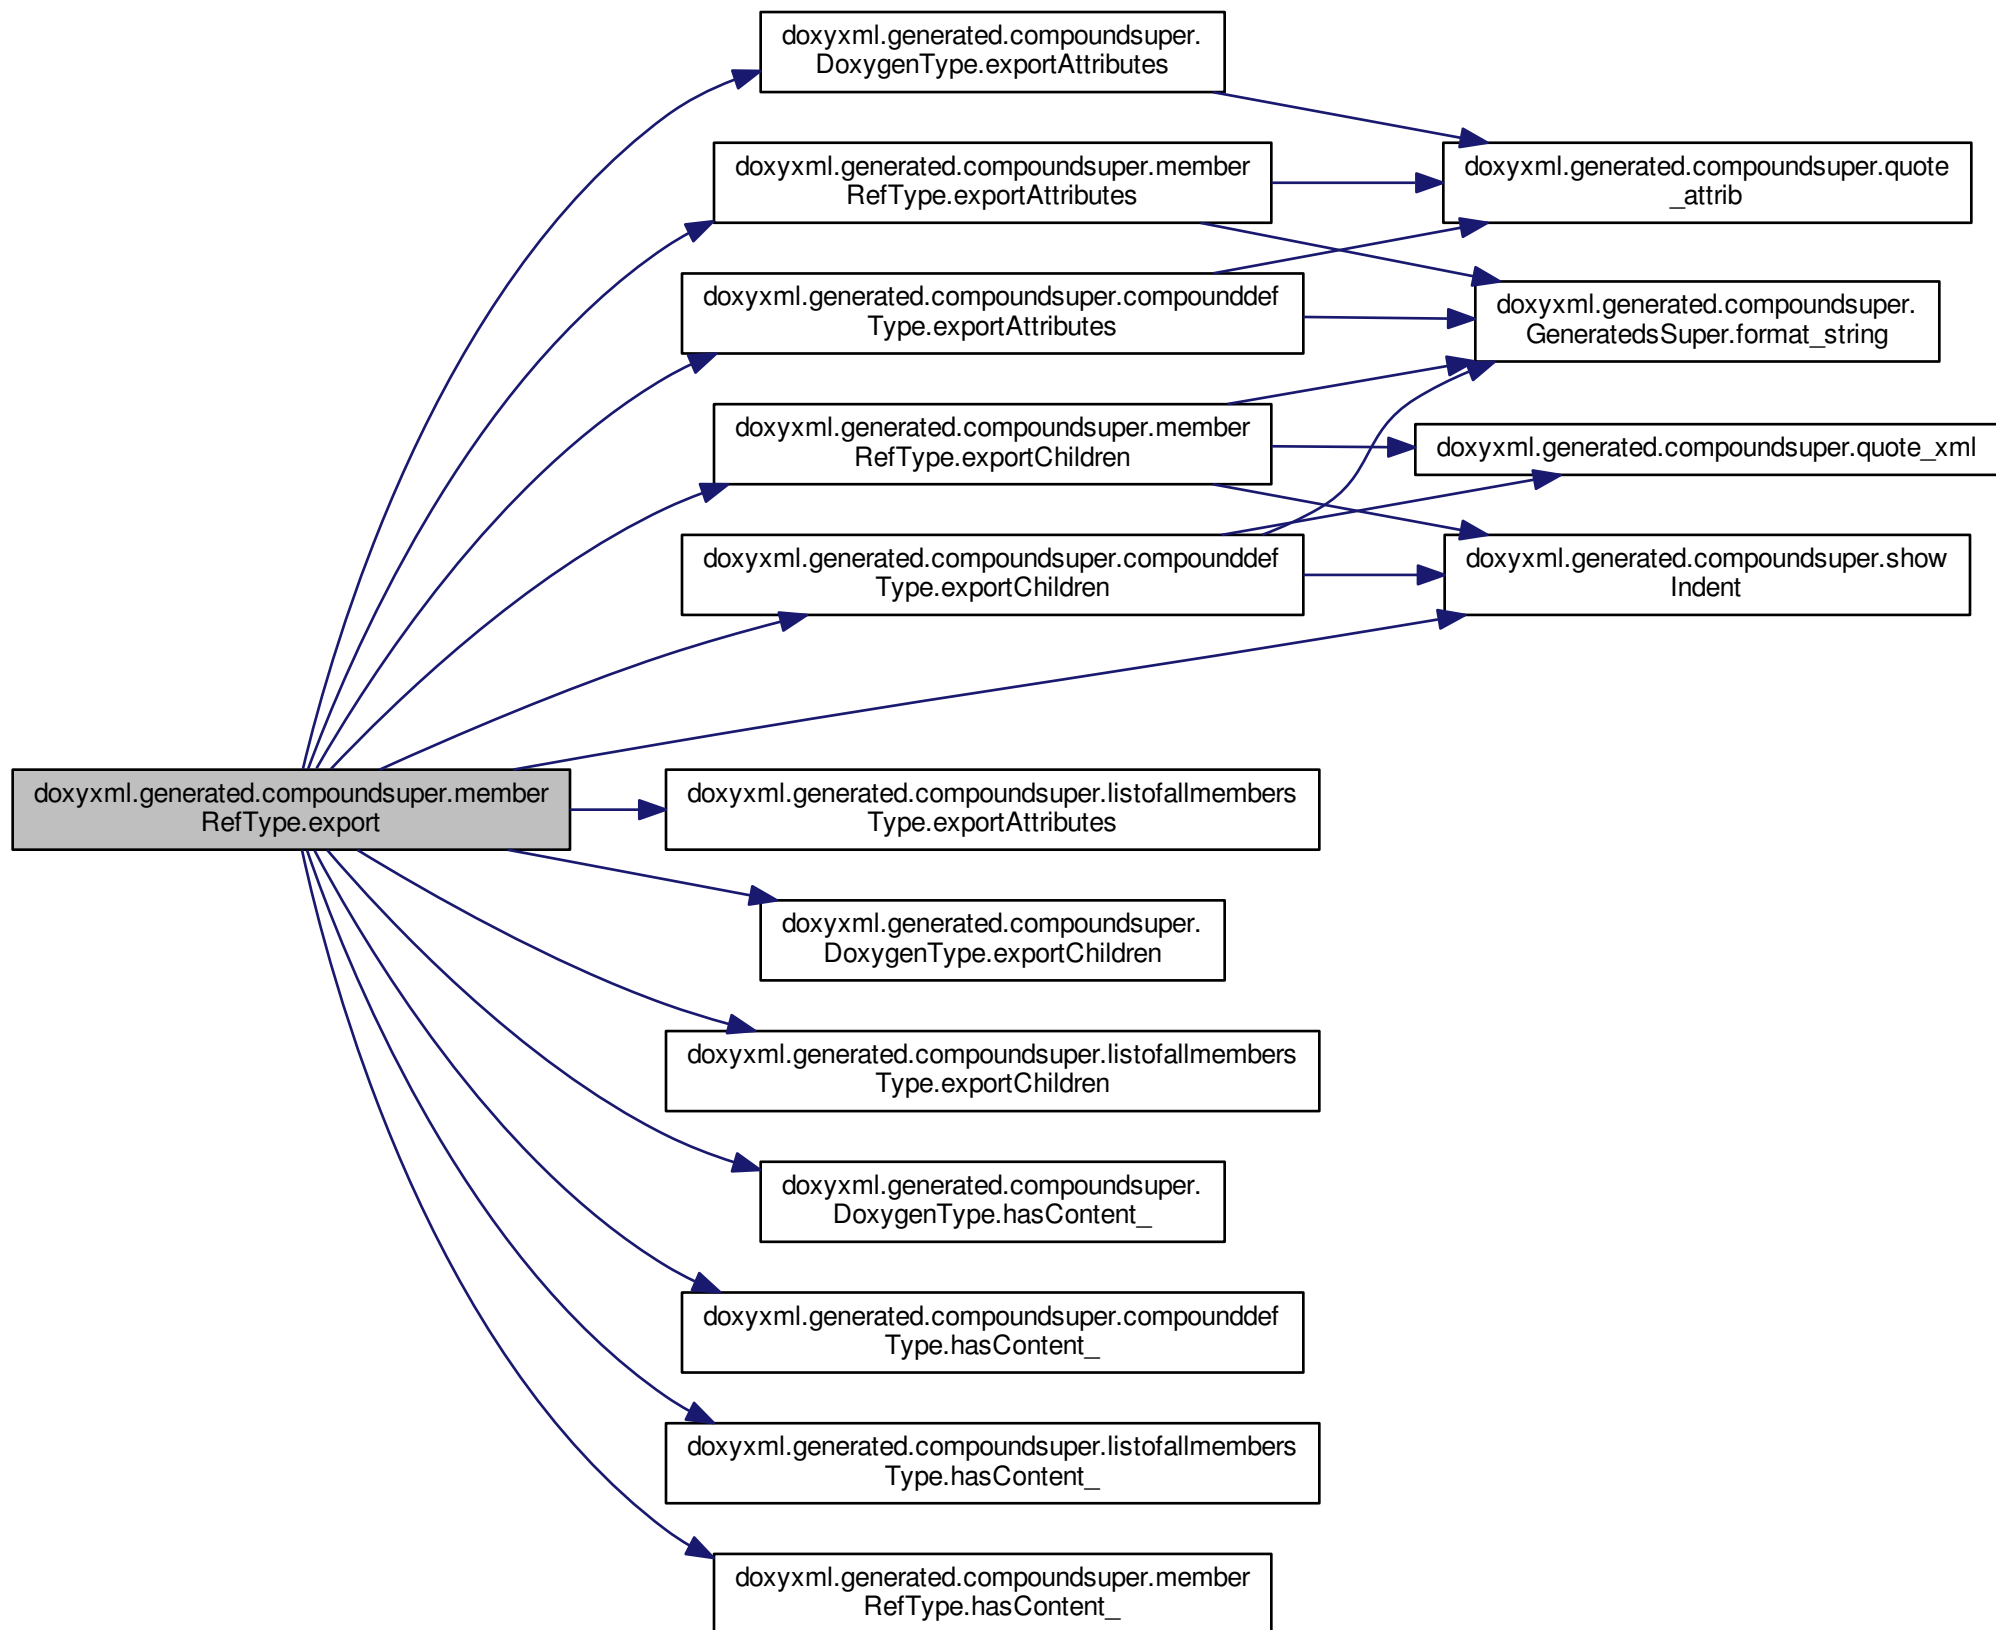 doxyxml.generated.compoundsuper.
DoxygenType.exportAttributes
doxyxml.generated.compoundsuper.member
RefType.exportAttributes
doxyxml.generated.compoundsuper.quote
_attrib
doxyxml.generated.compoundsuper.compounddef
Type.exportAttributes
doxyxml.generated.compoundsuper.
GeneratedsSuper.format_string
doxyxml.generated.compoundsuper.member
RefType.exportChildren
doxyxml.generated.compoundsuper.quote_xml
doxyxml.generated.compoundsuper.compounddef
Type.exportChildren
doxyxml.generated.compoundsuper.show
Indent
doxyxml.generated.compoundsuper.member
RefType.export
doxyxml.generated.compoundsuper.listofallmembers
Type.exportAttributes
doxyxml.generated.compoundsuper.
DoxygenType.exportChildren
doxyxml.generated.compoundsuper.listofallmembers
Type.exportChildren
doxyxml.generated.compoundsuper.
DoxygenType.hasContent_
doxyxml.generated.compoundsuper.compounddef
Type.hasContent_
doxyxml.generated.compoundsuper.listofallmembers
Type.hasContent_
doxyxml.generated.compoundsuper.member
RefType.hasContent_